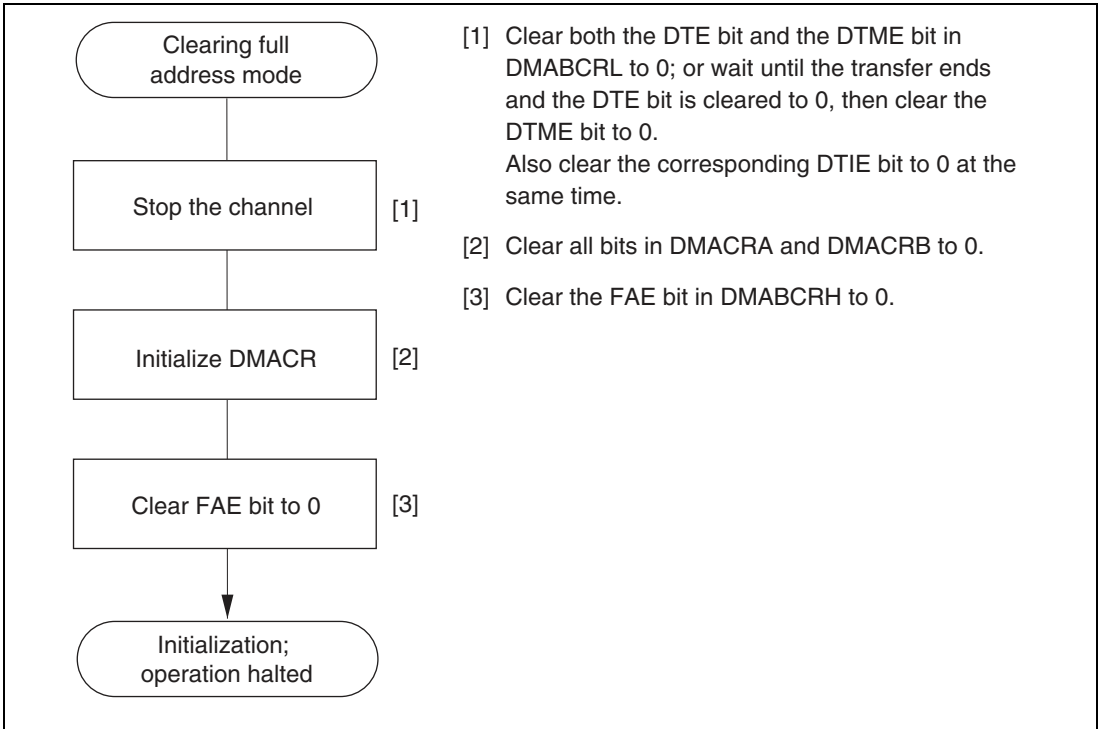 Clearing full
address mode
Stop the channel
[1]
Initialize DMACR
[2]
Clear FAE bit to 0
[3]
Initialization;
operation halted
[1] Clear both the DTE bit and the DTME bit in
DMABCRL to 0; or wait until the transfer ends
and the DTE bit is cleared to 0, then clear the
DTME bit to 0.
Also clear the corresponding DTIE bit to 0 at the
same time.
[2] Clear all bits in DMACRA and DMACRB to 0.
[3] Clear the FAE bit in DMABCRH to 0.